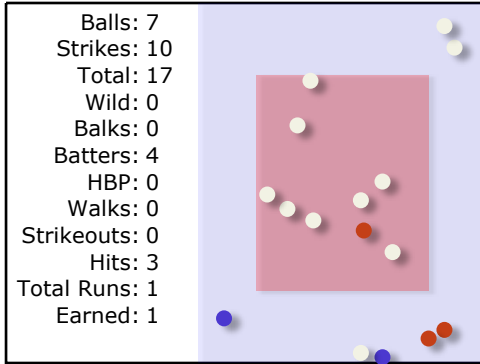 Balls: 7
Strikes: 10
Total: 17
Wild: 0
Balks: 0
Batters: 4
HBP: 0
Walks: 0
Strikeouts: 0
Hits: 3
Total Runs: 1
Earned: 1